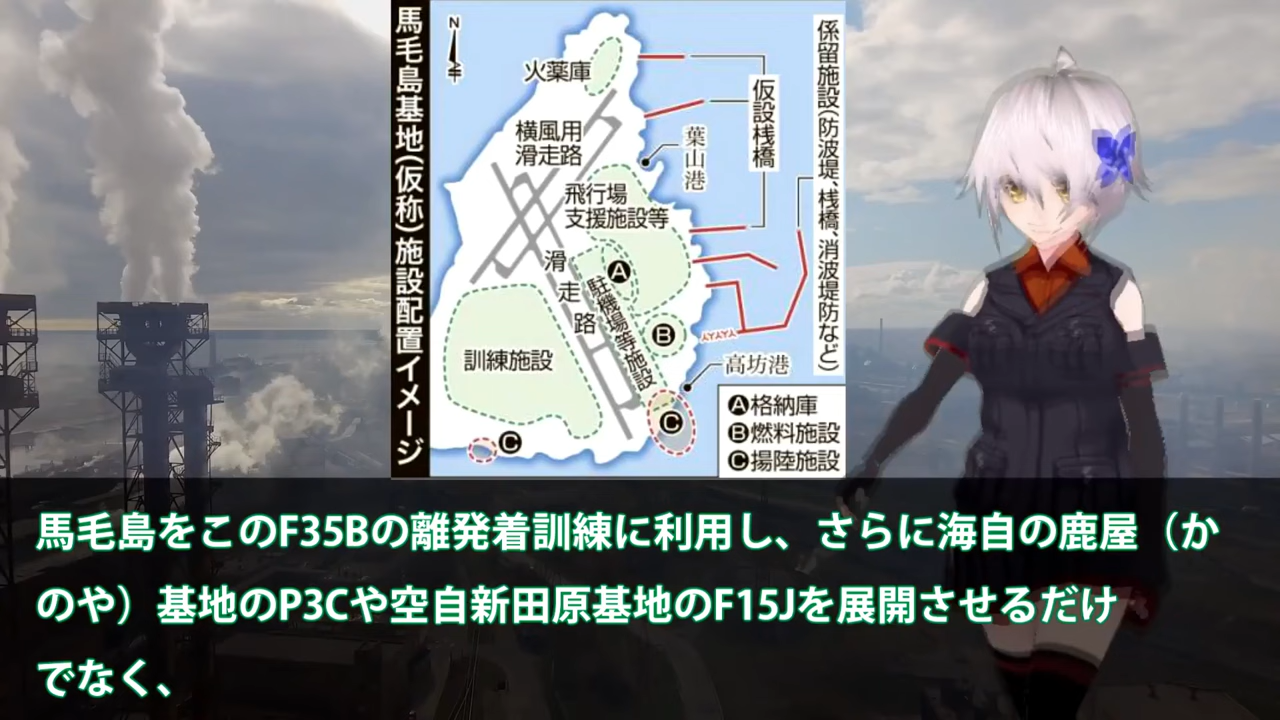 馬毛島基地(仮称)施設配置イメージ
N
火薬庫
横風用
滑走路
葉山港
仮設桟橋
係留施設(防波堤、桟橋、消波堤防など)
飛行場
支援施設等
滑走路
A
駐機場等施設
B
訓練施設
高坊港
C
C
A格納庫
B燃料施設
C揚陸施設
馬毛島をこのF35Bの離発着訓練に利用し、さらに海自の鹿屋（か
のや）基地のP3Cや空自新田原基地のF15Jを展開させるだけ
でなく、